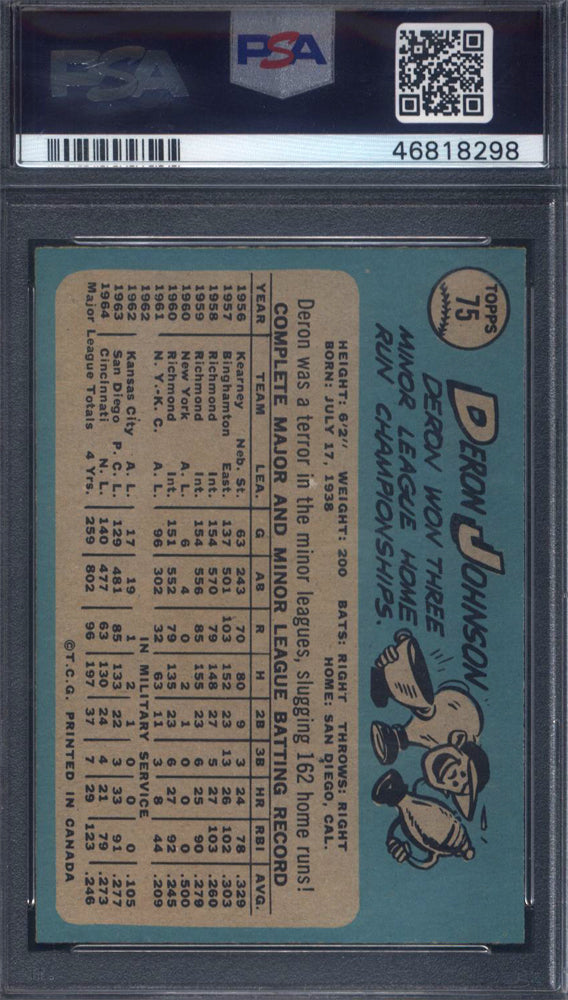 PSA
PSA
46818298
TOPPS
75
DERON JOHNSON
DERON WON THREE
MINOR LEAGUE HOME
RUN CHAMPIONSHIPS.
HEIGHT: 6'2" WEIGHT: 200 BATS: RIGHT THROWS: RIGHT
BORN: JULY 17, 1938 HOME: SAN DIEGO, CAL.
Deron was a terror in the minor leagues, slugging 162 home runs!
COMPLETE MAJOR AND MINOR LEAGUE BATTING RECORD
YEAR TEAM LEA. G AB R H 2B 3B HR RBI AVG.
1956 Kearney Neb. St. 63 243 70 80 9 3 24 78 .329
1957 Binghamton East. 137 501 103 152 23 13 26 102 .303
1958 Richmond Int. 154 570 79 148 27 5 27 103 .260
1959 Richmond Int. 154 556 85 155 23 6 25 90 .279
1960 New York A. L. 6 4 0 2 1 0 0 0 .500
1960 Richmond Int. 151 552 79 135 23 6 27 92 .245
1961 N. Y.-K. C. A. L. 96 302 32 63 11 3 8 44 .209
1962 IN MILITARY SERVICE
1962 Kansas City A. L. 17 19 1 2 1 0 0 0 .105
1963 San Diego P. C. L. 129 481 85 133 22 3 33 91 .277
1964 Cincinnati N. L. 140 477 63 130 24 4 21 79 .273
Major League Totals 4 Yrs. 259 802 96 197 37 7 29 123 .246
©T.C.G. PRINTED IN CANADA